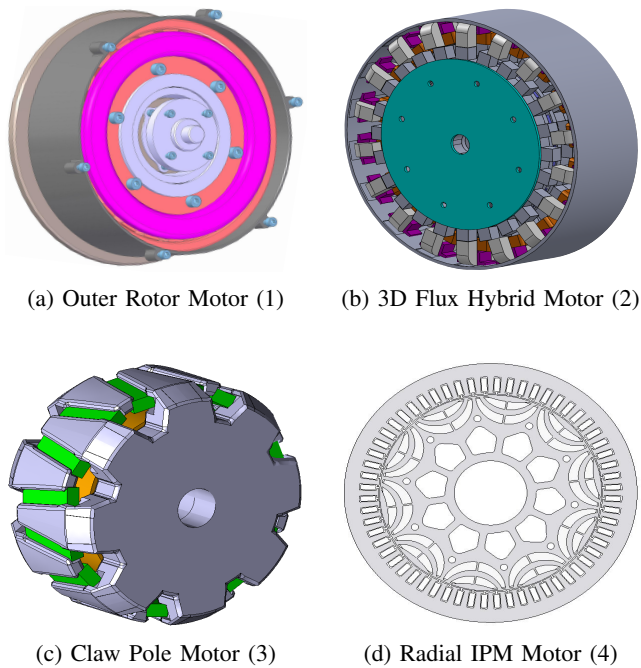 (a) Outer Rotor Motor (1)
(b) 3D Flux Hybrid Motor (2)
(c) Claw Pole Motor (3)
(d) Radial IPM Motor (4)